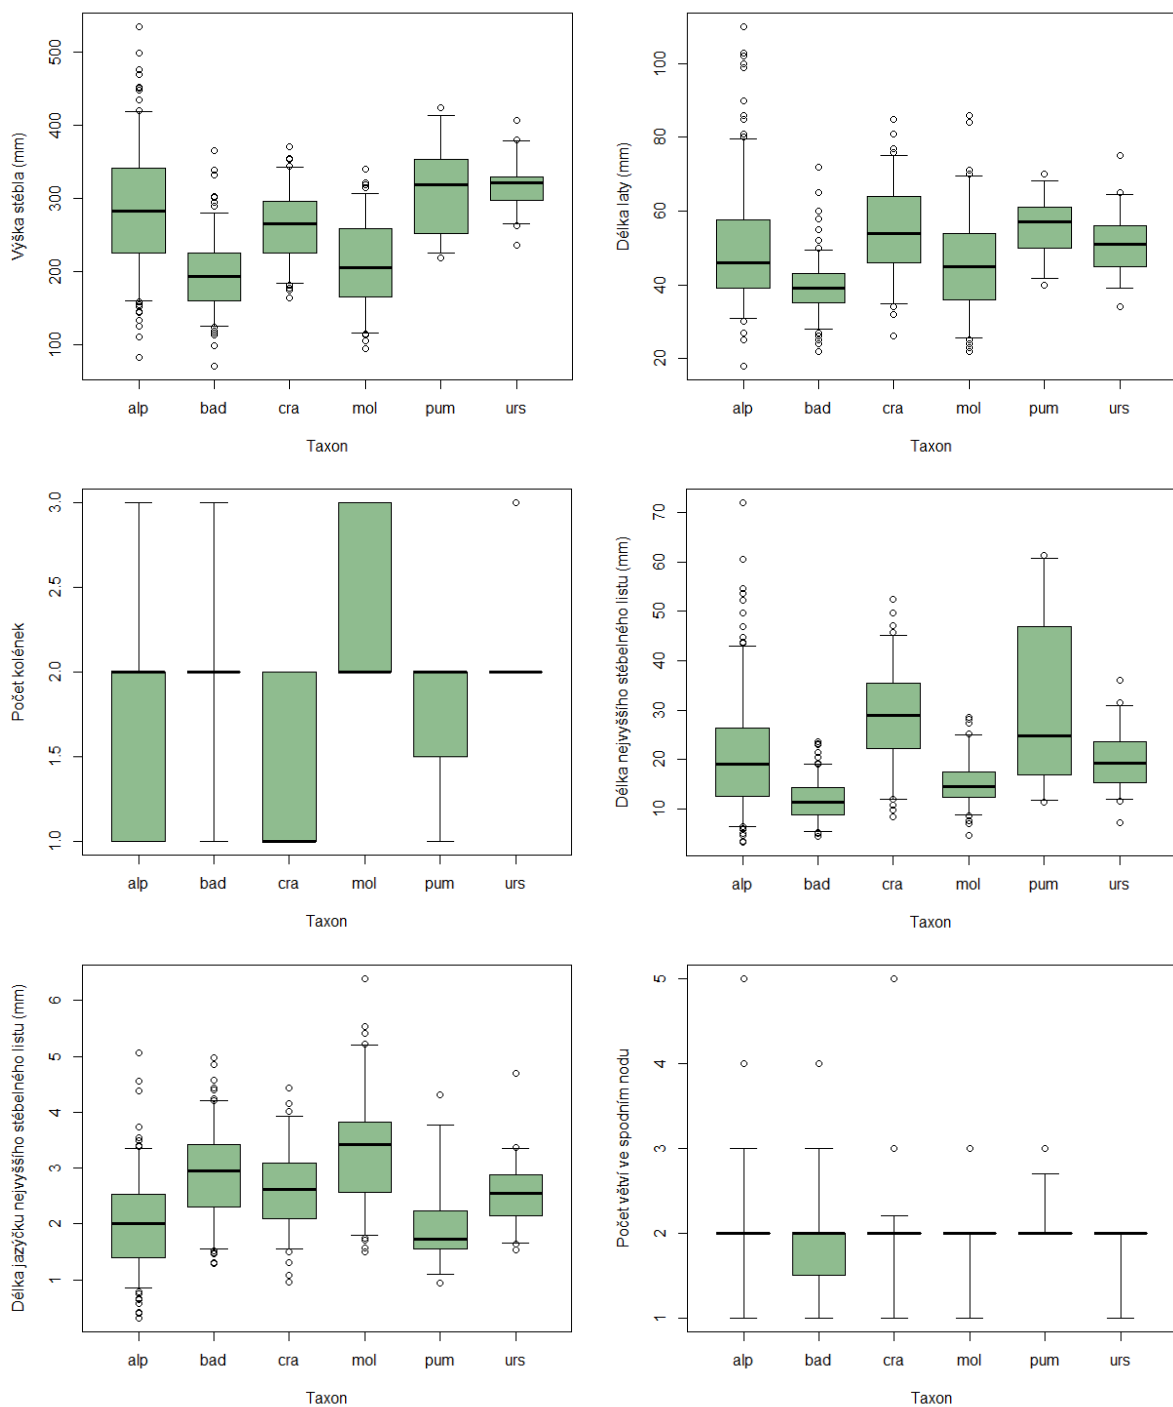 Výška stébla (mm)
500
400
300
200
100
alp bad cra mol pum urs
Taxon
Délka laty (mm)
100
80
60
40
20
alp bad cra mol pum urs
Taxon
Počet kolének
3.0
2.5
2.0
1.5
1.0
alp bad cra mol pum urs
Taxon
Délka nejvyššího stébelného listu (mm)
70
60
50
40
30
20
10
alp bad cra mol pum urs
Taxon
Délka jazýčku nejvyššího stébelného listu (mm)
6
5
4
3
2
1
alp bad cra mol pum urs
Taxon
Počet větví ve spodním nodu
5
4
3
2
1
alp bad cra mol pum urs
Taxon